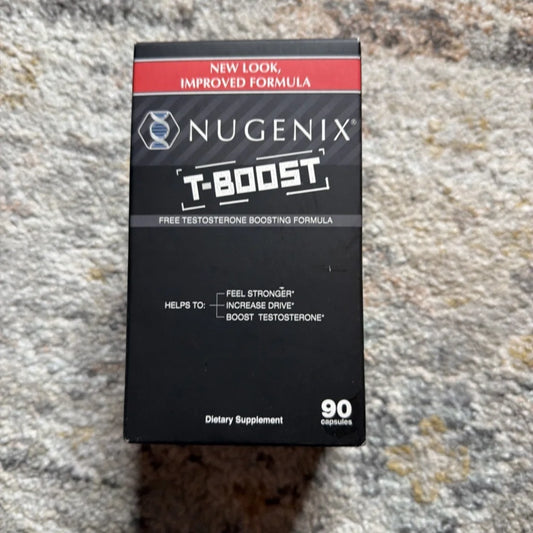 NEW LOOK,
IMPROVED FORMULA
NUGENIX®
T-BOOST
FREE TESTOSTERONE BOOSTING FORMULA
HELPS TO:
FEEL STRONGER*
INCREASE DRIVE*
BOOST TESTOSTERONE*
Dietary Supplement
90
capsules